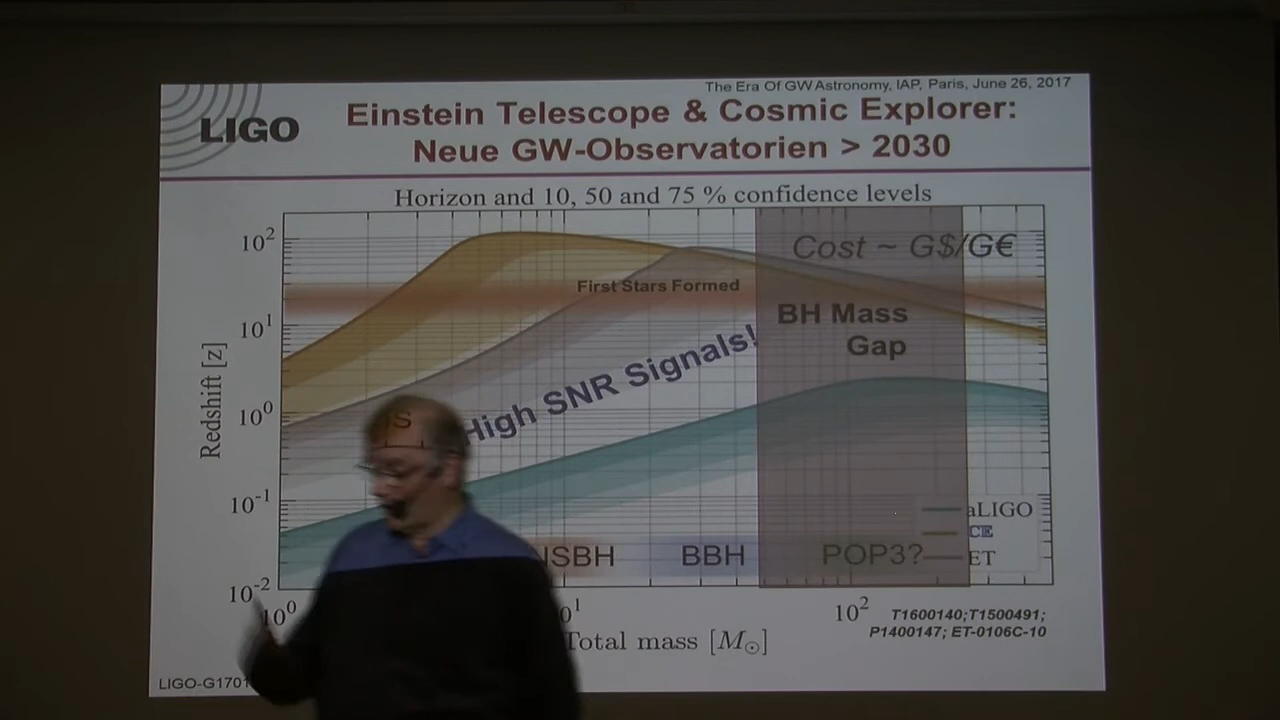 The Era Of GW Astronomy, IAP, Paris, June 26, 2017
LIGO
Einstein Telescope & Cosmic Explorer:
Neue GW-Observatorien > 2030
Horizon and 10, 50 and 75 % confidence levels
Cost ~ G$/G€
First Stars Formed
BH Mass
Gap
High SNR Signals!
Redshift [z]
10²
10¹
10⁰
10⁻¹
10⁻²
aLIGO
CE
ET
NSBH
BBH
POP3?
10⁰
10²
Total mass [M☉]
T1600140;T1500491;
P1400147; ET-0106C-10
LIGO-G1701